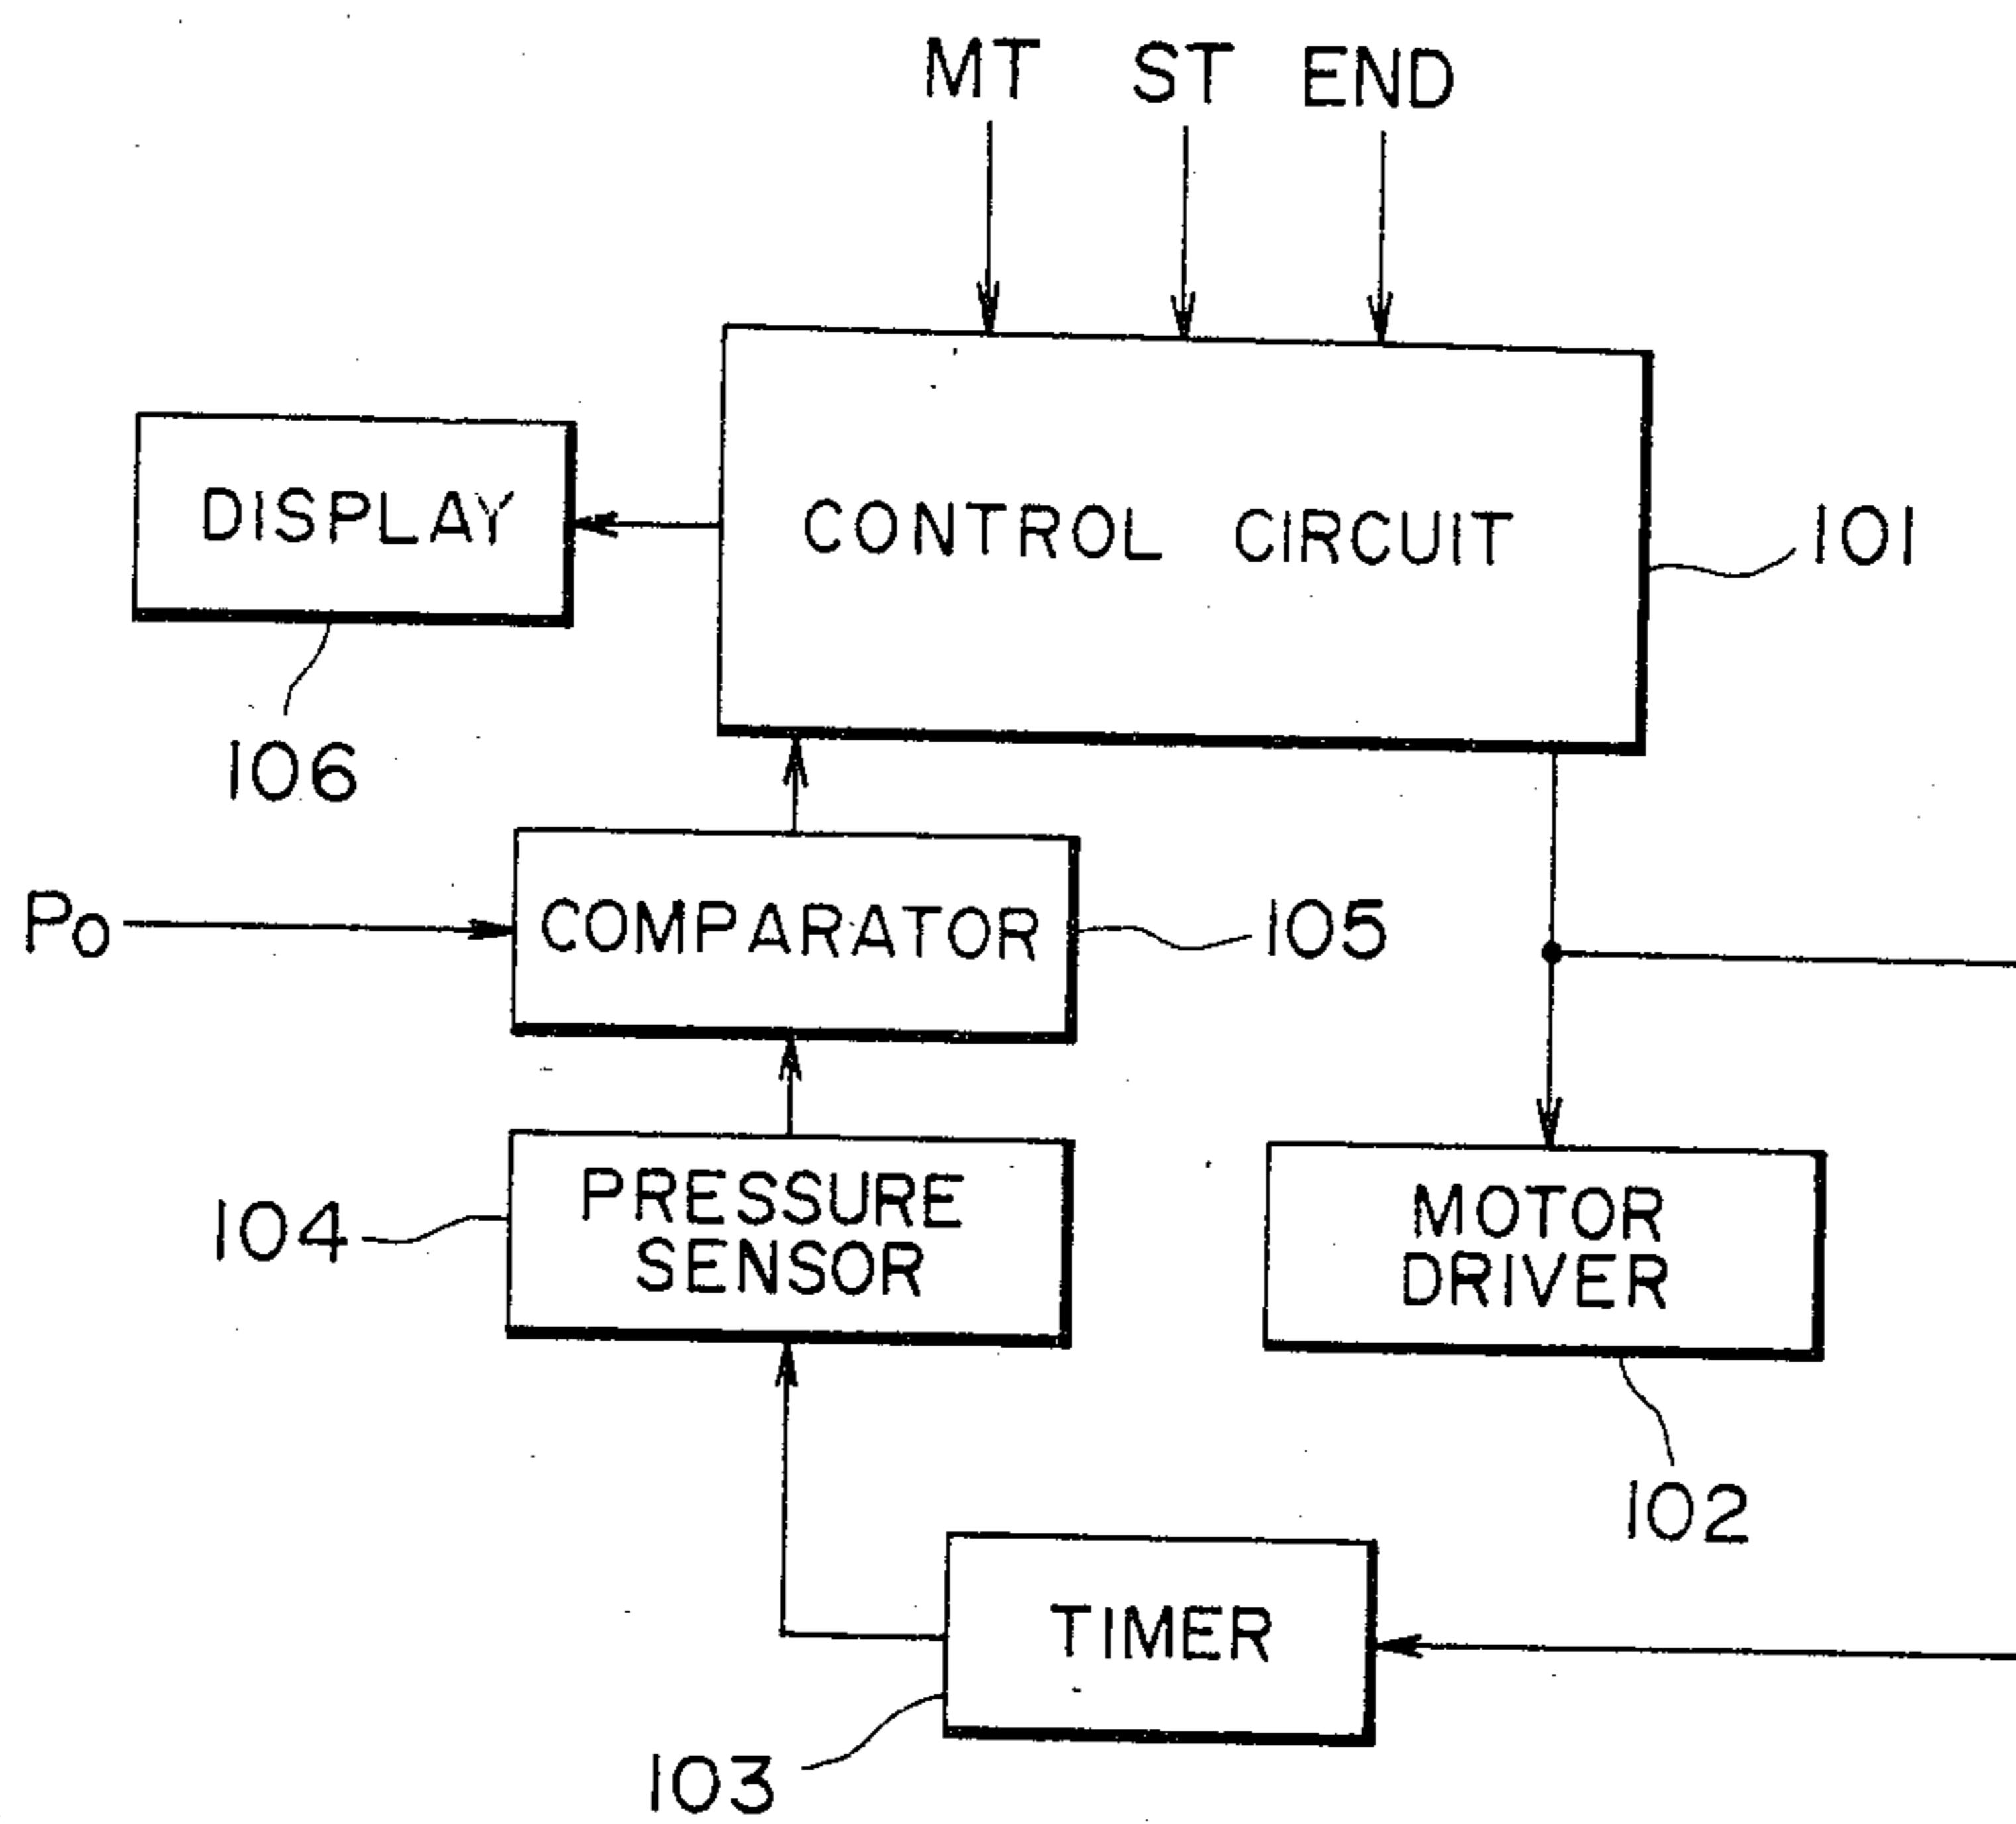 MT ST END
DISPLAY
CONTROL CIRCUIT
101
106
Po
COMPARATOR
105
104
PRESSURE
SENSOR
MOTOR
DRIVER
102
TIMER
103